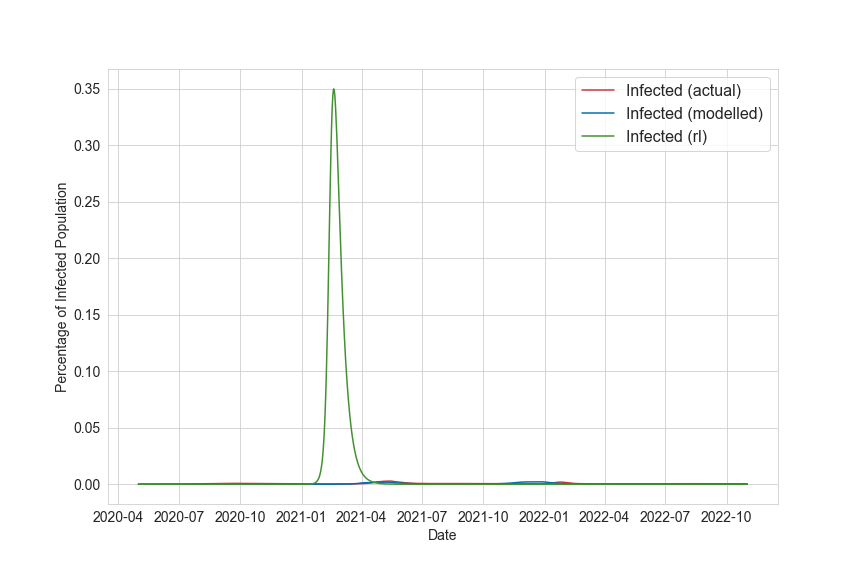 Infected (actual)
Infected (modelled)
Infected (rl)
Percentage of Infected Population
0.35
0.30
0.25
0.20
0.15
0.10
0.05
0.00
2020-04 2020-07 2020-10 2021-01 2021-04 2021-07 2021-10 2022-01 2022-04 2022-07 2022-10
Date